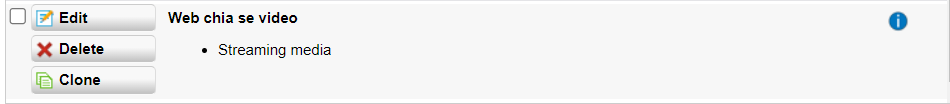 Edit
Web chia se video
Delete
Streaming media
Clone